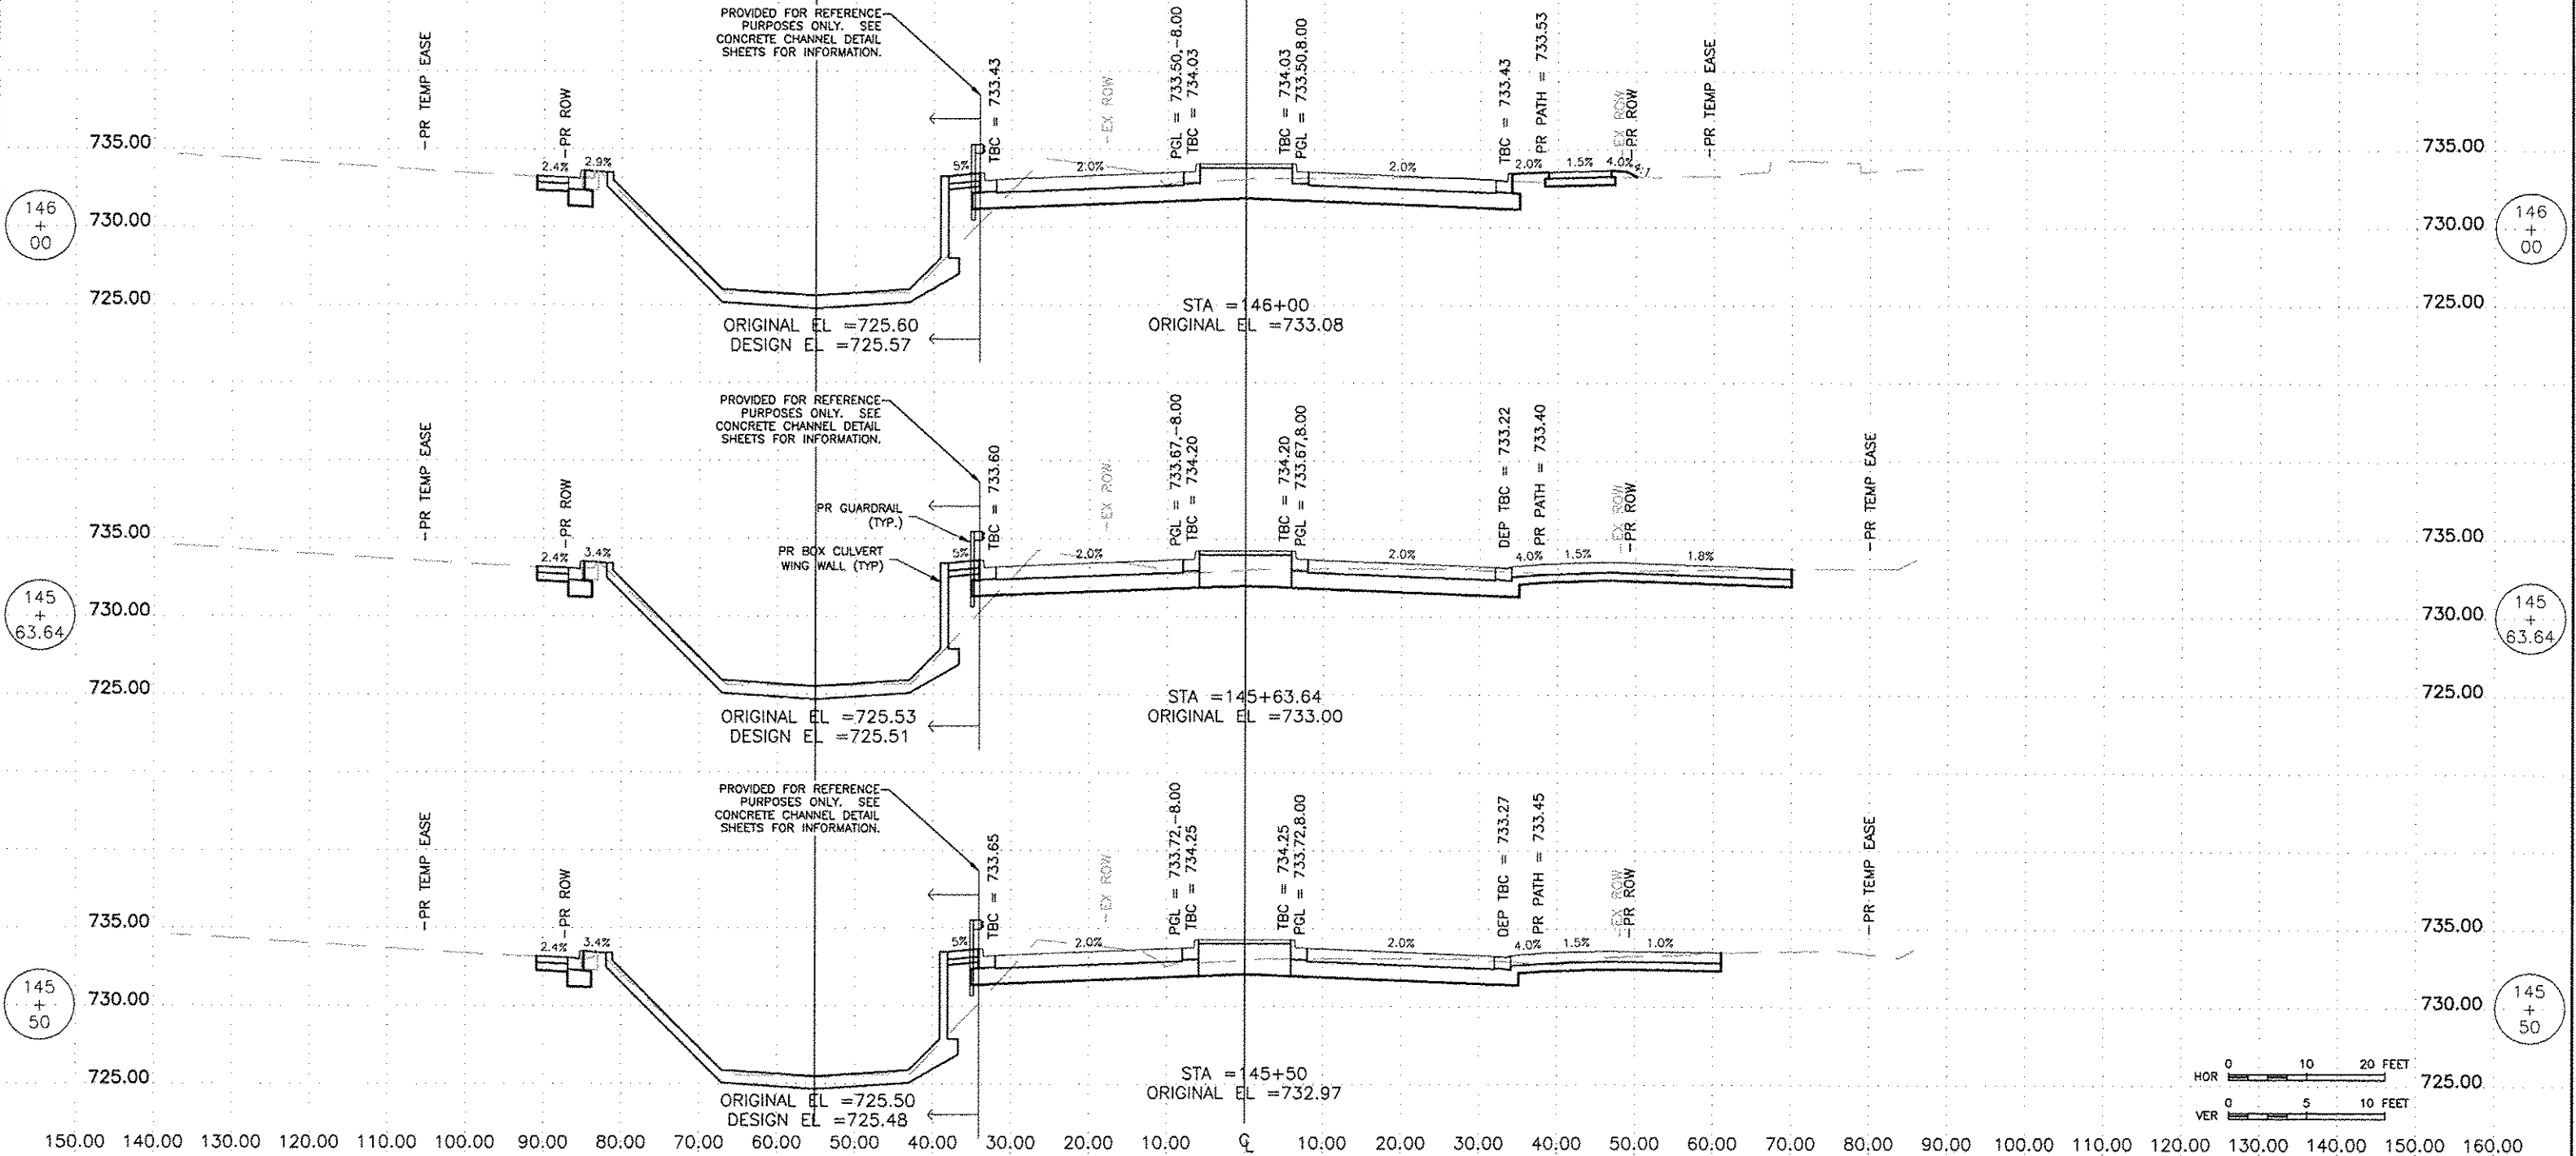 PROVIDED FOR REFERENCE
PURPOSES ONLY. SEE
CONCRETE CHANNEL DETAIL
SHEETS FOR INFORMATION.
PR TEMP EASE
PR ROW
TBC = 733.43
EX ROW
PGL = 733.50,-8.00
TBC = 734.03
TBC = 734.03
PGL = 733.50,8.00
TBC = 733.43
PR PATH = 733.53
EX ROW
PR ROW
PR TEMP EASE
735.00
2.4%
2.9%
5%
2.0%
2.0%
2.0%
1.5%
4.0%
735.00
146
+
00
730.00
730.00
146
+
00
725.00
STA =146+00
ORIGINAL EL =733.08
725.00
ORIGINAL EL =725.60
DESIGN EL =725.57
PROVIDED FOR REFERENCE
PURPOSES ONLY. SEE
CONCRETE CHANNEL DETAIL
SHEETS FOR INFORMATION.
PR TEMP EASE
PR ROW
PR GUARDRAIL
(TYP.)
PR BOX CULVERT
WING WALL (TYP)
TBC = 733.60
EX ROW
PGL = 733.67,-8.00
TBC = 734.20
TBC = 734.20
PGL = 733.67,8.00
DEP TBC = 733.22
PR PATH = 733.40
EX ROW
PR ROW
PR TEMP EASE
735.00
2.4%
3.4%
5%
2.0%
2.0%
4.0%
1.5%
1.8%
735.00
145
+
63.64
730.00
730.00
145
+
63.64
725.00
STA =145+63.64
ORIGINAL EL =733.00
725.00
ORIGINAL EL =725.53
DESIGN EL =725.51
PROVIDED FOR REFERENCE
PURPOSES ONLY. SEE
CONCRETE CHANNEL DETAIL
SHEETS FOR INFORMATION.
PR TEMP EASE
PR ROW
TBC = 733.65
EX ROW
PGL = 733.72,-8.00
TBC = 734.25
TBC = 734.25
PGL = 733.72,8.00
DEP TBC = 733.27
PR PATH = 733.45
EX ROW
PR ROW
PR TEMP EASE
735.00
2.4%
3.4%
5%
2.0%
2.0%
4.0%
1.5%
1.0%
735.00
145
+
50
730.00
730.00
145
+
50
725.00
STA =145+50
ORIGINAL EL =732.97
725.00
ORIGINAL EL =725.50
DESIGN EL =725.48
HOR 0 10 20 FEET
VER 0 5 10 FEET
150.00 140.00 130.00 120.00 110.00 100.00 90.00 80.00 70.00 60.00 50.00 40.00 30.00 20.00 10.00 CL 10.00 20.00 30.00 40.00 50.00 60.00 70.00 80.00 90.00 100.00 110.00 120.00 130.00 140.00 150.00 160.00